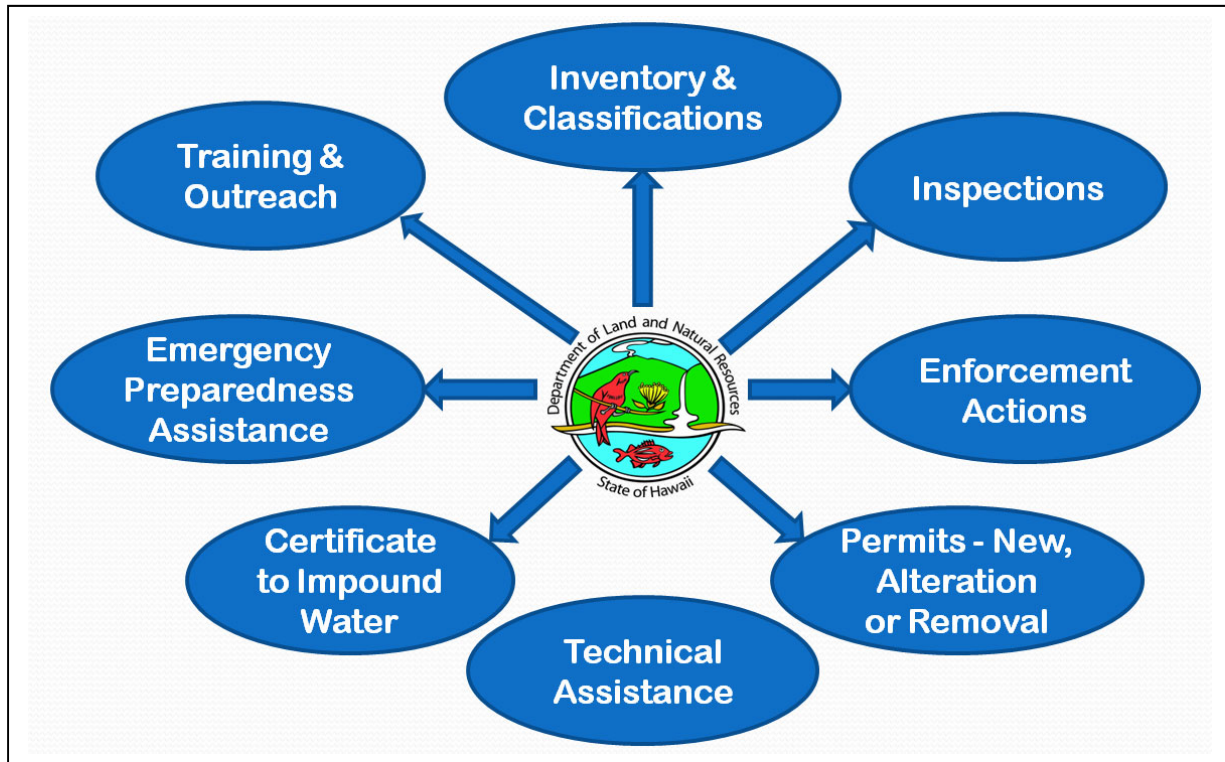 Inventory &
Classifications
Training &
Outreach
Inspections
Department of Land and Natural Resources
State of Hawaii
Emergency
Preparedness
Assistance
Enforcement
Actions
Certificate
to Impound
Water
Permits - New,
Alteration
or Removal
Technical
Assistance